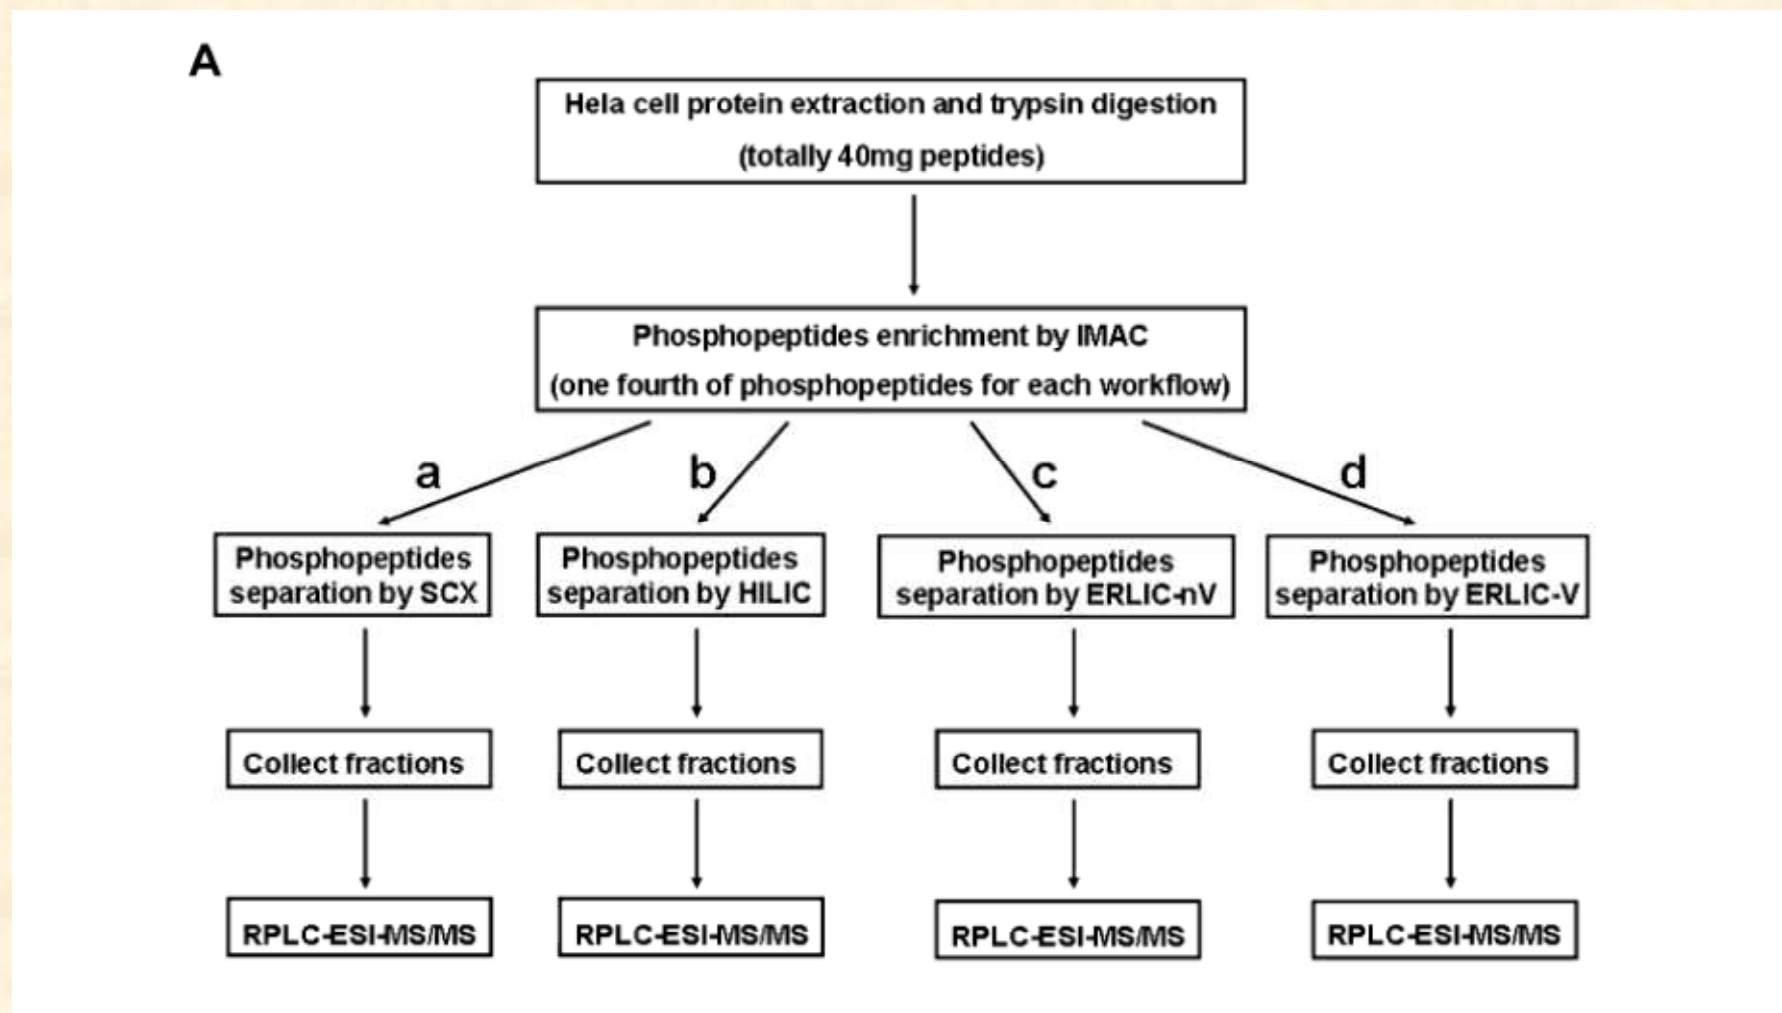 A
Hela cell protein extraction and trypsin digestion
(totally 40mg peptides)
Phosphopeptides enrichment by IMAC
(one fourth of phosphopeptides for each workflow)
a
b
c
d
Phosphopeptides
separation by SCX
Phosphopeptides
separation by HILIC
Phosphopeptides
separation by ERLIC-nV
Phosphopeptides
separation by ERLIC-V
Collect fractions
Collect fractions
Collect fractions
Collect fractions
RPLC-ESI-MS/MS
RPLC-ESI-MS/MS
RPLC-ESI-MS/MS
RPLC-ESI-MS/MS